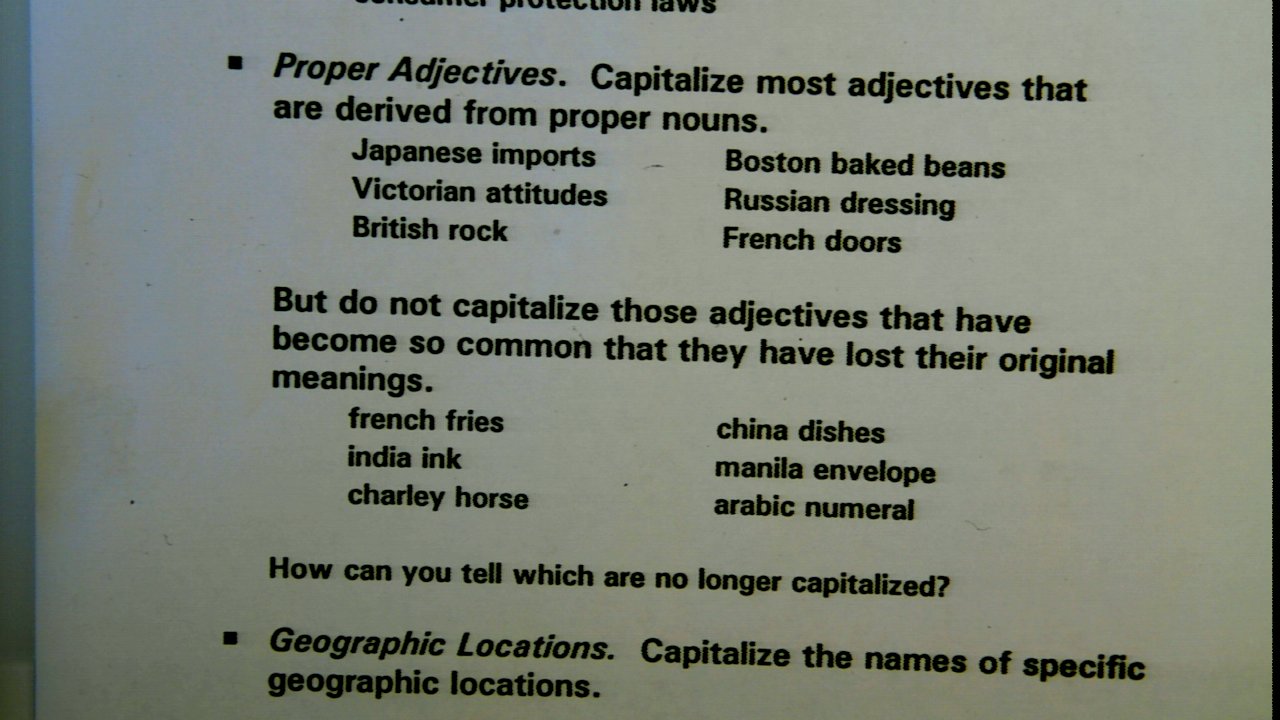 consumer protection laws
▪ Proper Adjectives. Capitalize most adjectives that
are derived from proper nouns.
Japanese imports Boston baked beans
Victorian attitudes Russian dressing
British rock French doors
But do not capitalize those adjectives that have
become so common that they have lost their original
meanings.
french fries china dishes
india ink manila envelope
charley horse arabic numeral
How can you tell which are no longer capitalized?
▪ Geographic Locations. Capitalize the names of specific
geographic locations.